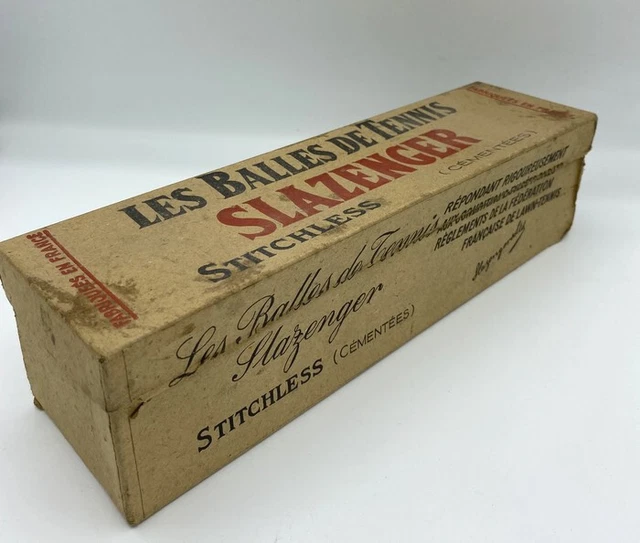 FABRIQUÉES EN FRANCE
LES BALLES DE TENNIS
SLAZENGER
STITCHLESS (CÉMENTÉES)
Les Balles de Tennis
Slazenger
STITCHLESS (CÉMENTÉES)
RÉPONDANT RIGOUREUSEMENT
RÈGLEMENTS DE LA FÉDÉRATION
FRANÇAISE DE LAWN-TENNIS